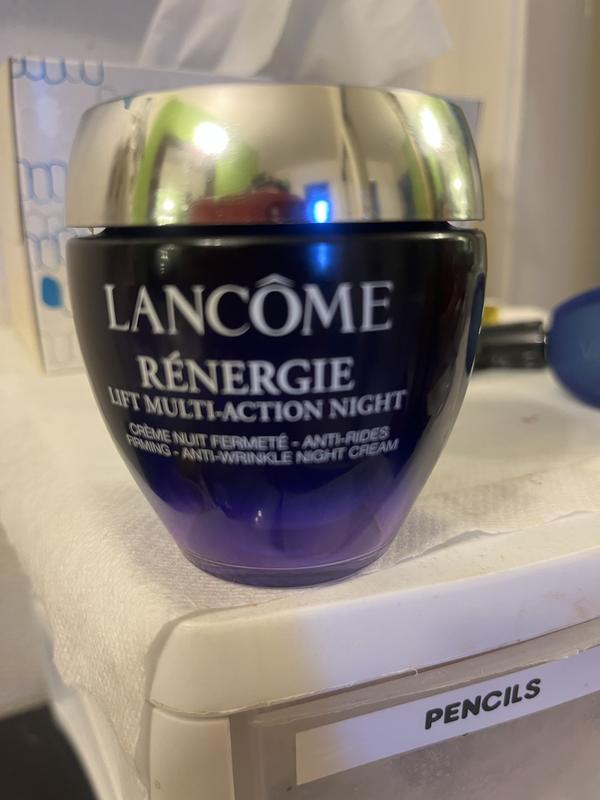 LANCÔME
RÉNERGIE
LIFT MULTI-ACTION NIGHT
CRÈME NUIT FERMETÉ - ANTI-RIDES
FIRMING - ANTI-WRINKLE NIGHT CREAM
PENCILS